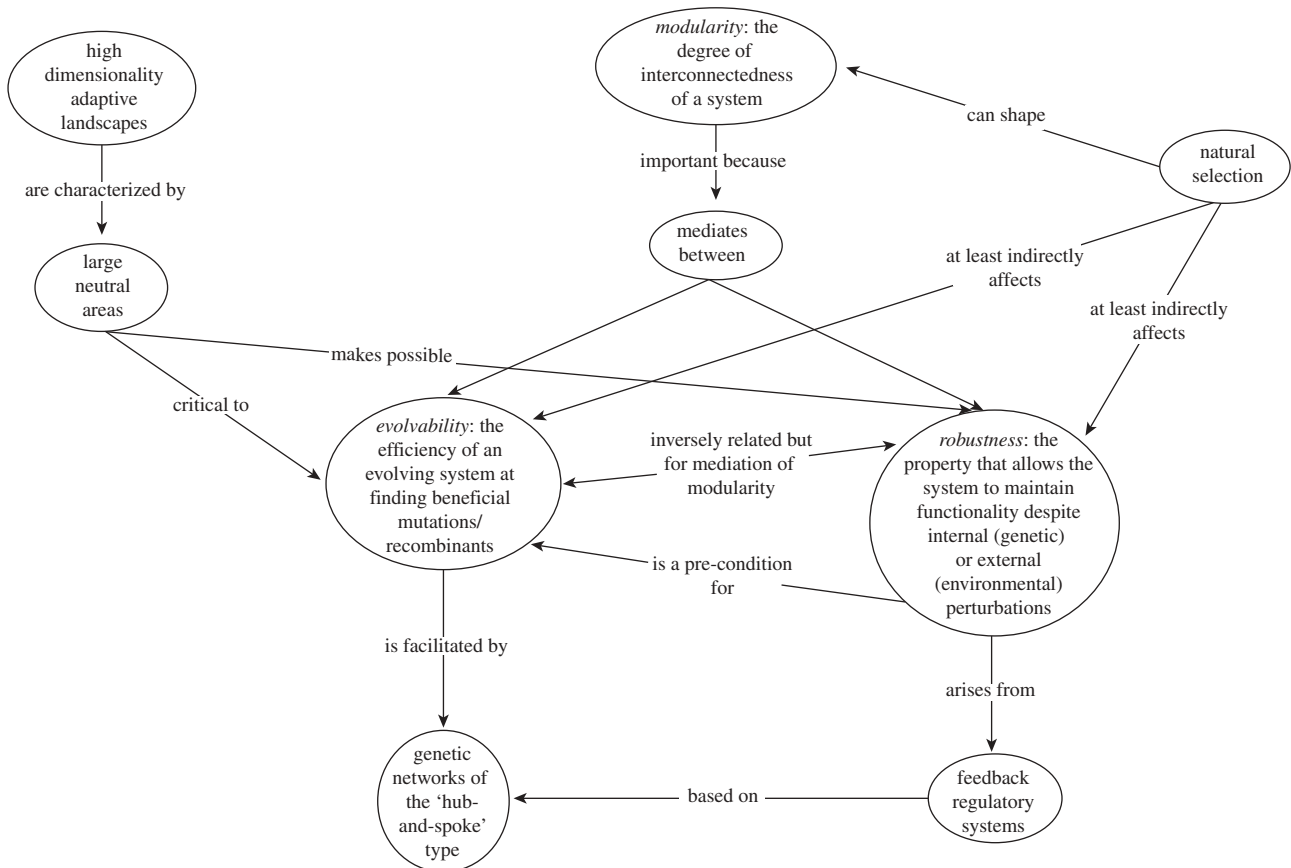 high
dimensionality
adaptive
landscapes
modularity: the
degree of
interconnectedness
of a system
can shape
natural
selection
are characterized by
important because
large
neutral
areas
mediates
between
at least indirectly
affects
at least indirectly
affects
makes possible
critical to
evolvability: the
efficiency of an
evolving system at
finding beneficial
mutations/
recombinants
inversely related but
for mediation of
modularity
robustness: the
property that allows the
system to maintain
functionality despite
internal (genetic)
or external
(environmental)
perturbations
is a pre-condition
for
is facilitated by
arises from
genetic
networks of
the ‘hub-
and-spoke’
type
based on
feedback
regulatory
systems